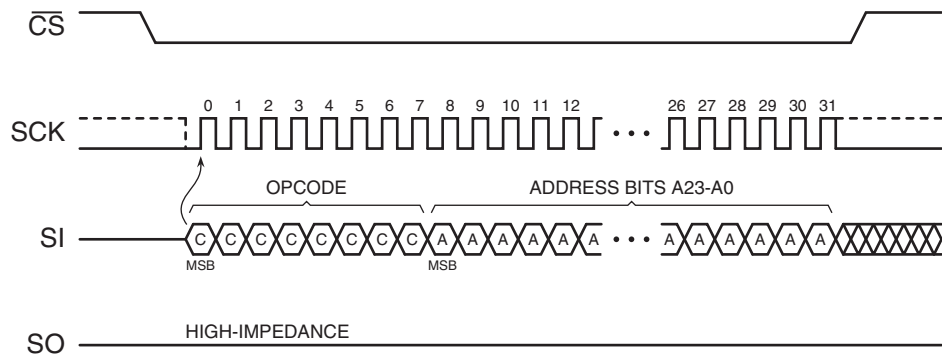 CS
0 1 2 3 4 5 6 7 8 9 10 11 12 26 27 28 29 30 31
SCK
OPCODE ADDRESS BITS A23-A0
SI C C C C C C C C A A A A A A A A A A A A
MSB MSB
HIGH-IMPEDANCE
SO